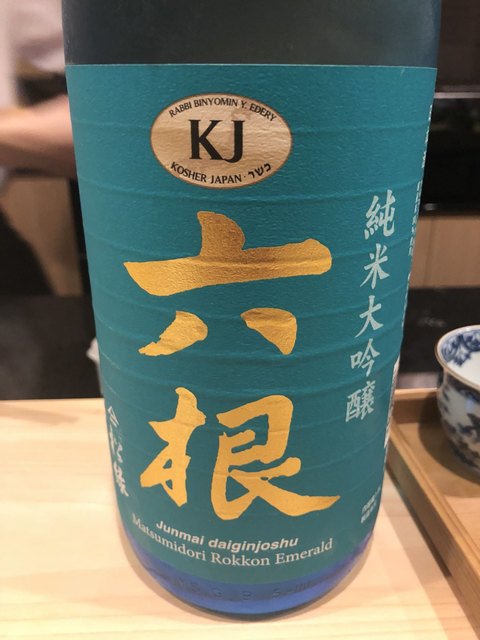 RABBI BINYOMIN Y. EDERY
KJ
KOSHER JAPAN · כשר
六根
純米大吟醸
Junmai daiginjoshu
Matsumidori Rokkon Emerald